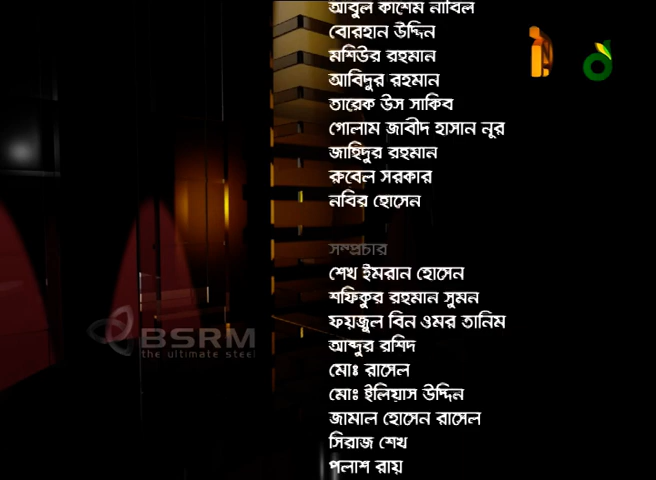 আবুল কাশেম নাবিল
বোরহান উদ্দিন
মশিউর রহমান
আবিদুর রহমান
তারেক উস সাকিব
গোলাম জাবীদ হাসান নূর
জাহিদুর রহমান
রুবেল সরকার
নবির হোসেন
সম্প্রচার
শেখ ইমরান হোসেন
শফিকুর রহমান সুমন
ফয়জুল বিন ওমর তানিম
BSRM
the ultimate steel
আব্দুর রশিদ
মোঃ রাসেল
মোঃ ইলিয়াস উদ্দিন
জামাল হোসেন রাসেল
সিরাজ শেখ
পলাশ রায়